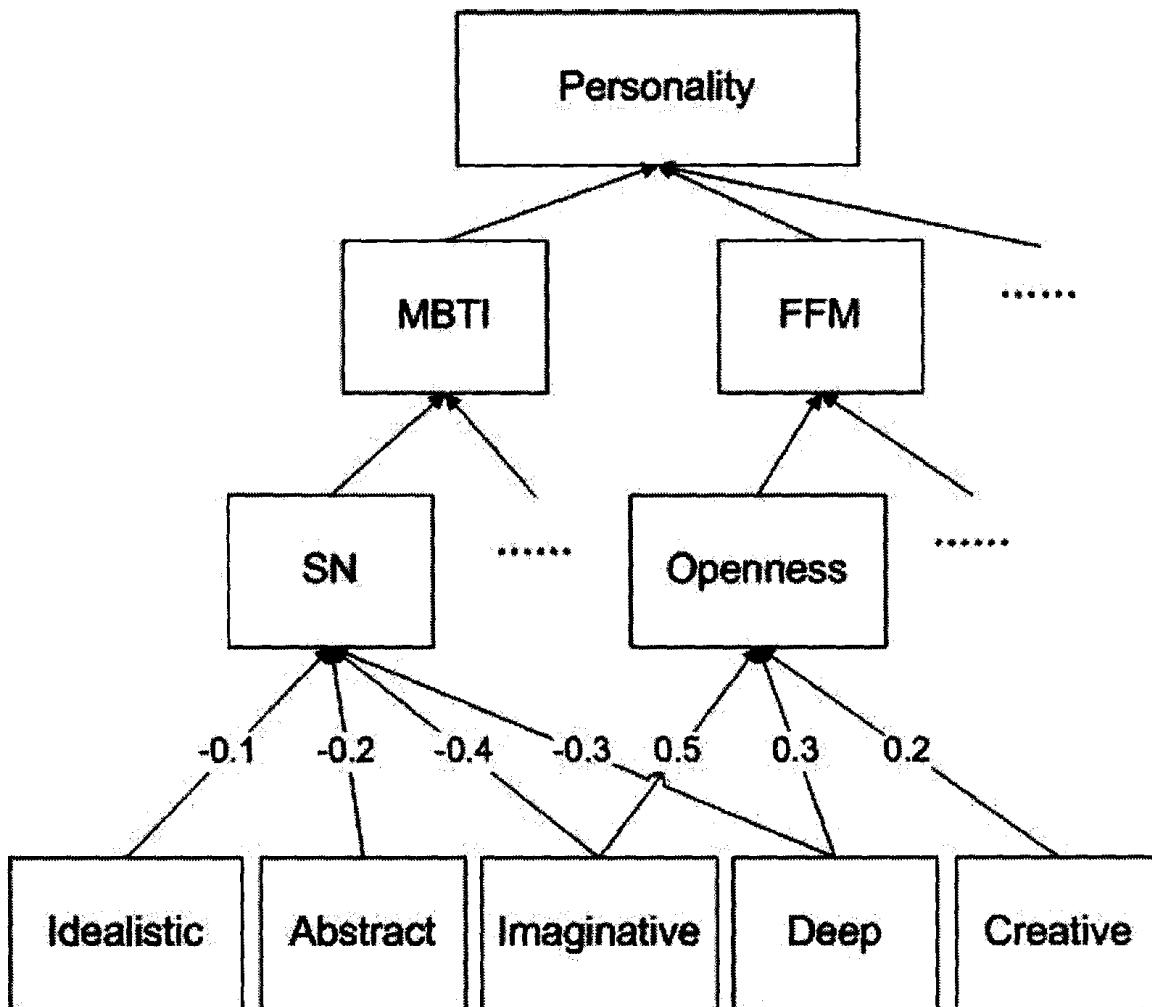 Personality
MBTI
FFM
......
SN
......
Openness
......
-0.1
-0.2
-0.4
-0.3
0.5
0.3
0.2
Idealistic
Abstract
Imaginative
Deep
Creative